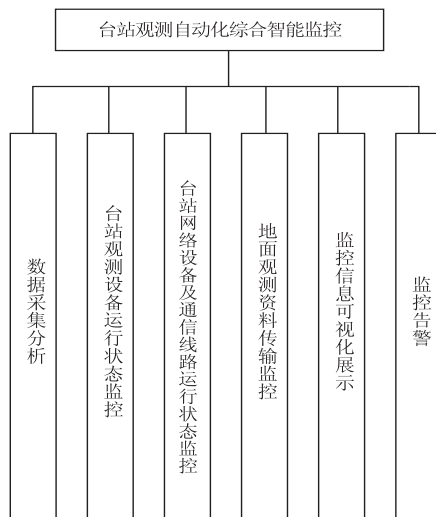 台站观测自动化综合智能监控
数据采集分析
台站观测设备运行状态监控
台站网络设备及通信线路运行状态监控
地面观测资料传输监控
监控信息可视化展示
监控告警